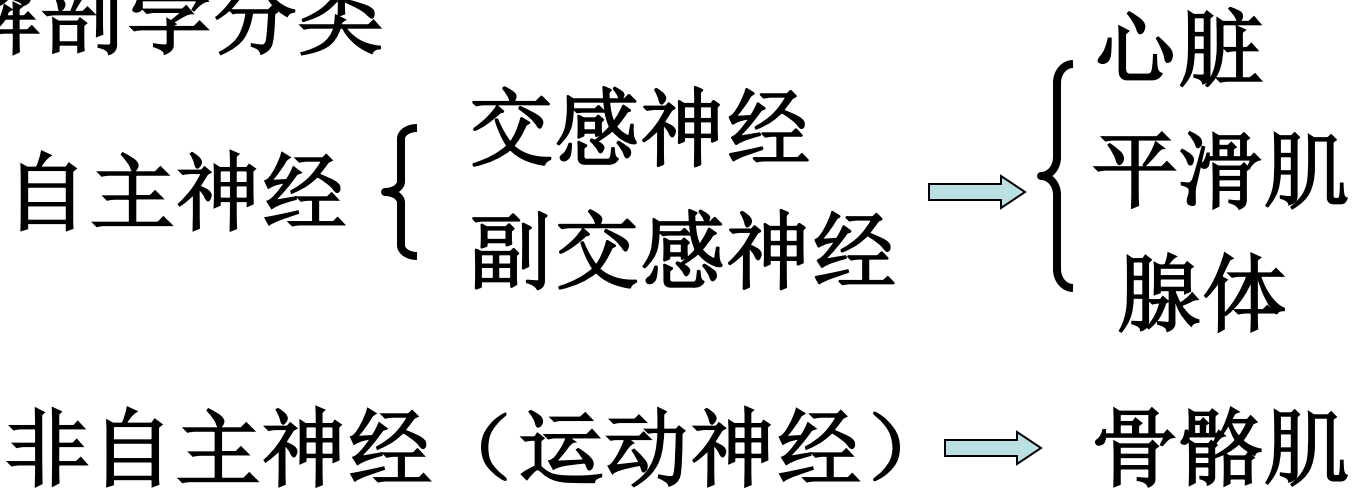 解剖学分类
自主神经
交感神经
副交感神经
心脏
平滑肌
腺体
非自主神经（运动神经）
骨骼肌